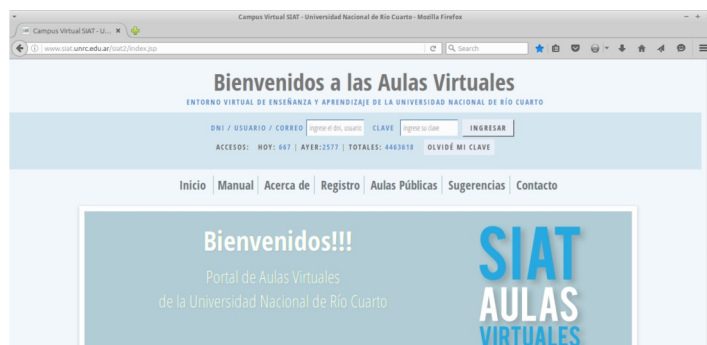 Campus Virtual SIAT - Universidad Nacional de Río Cuarto - Mozilla Firefox
Campus Virtual SIAT - U...
www.siat.unrc.edu.ar/siat2/index.jsp
Search
Bienvenidos a las Aulas Virtuales
ENTORNO VIRTUAL DE ENSEÑANZA Y APRENDIZAJE DE LA UNIVERSIDAD NACIONAL DE RÍO CUARTO
DNI / USUARIO / CORREO ingrese el dni, usuario CLAVE ingrese su clave INGRESAR
ACCESOS: HOY: 667 | AYER:2577 | TOTALES: 4463618 OLVIDÉ MI CLAVE
Inicio Manual Acerca de Registro Aulas Públicas Sugerencias Contacto
Bienvenidos!!!
Portal de Aulas Virtuales
de la Universidad Nacional de Río Cuarto
SIAT
AULAS
VIRTUALES